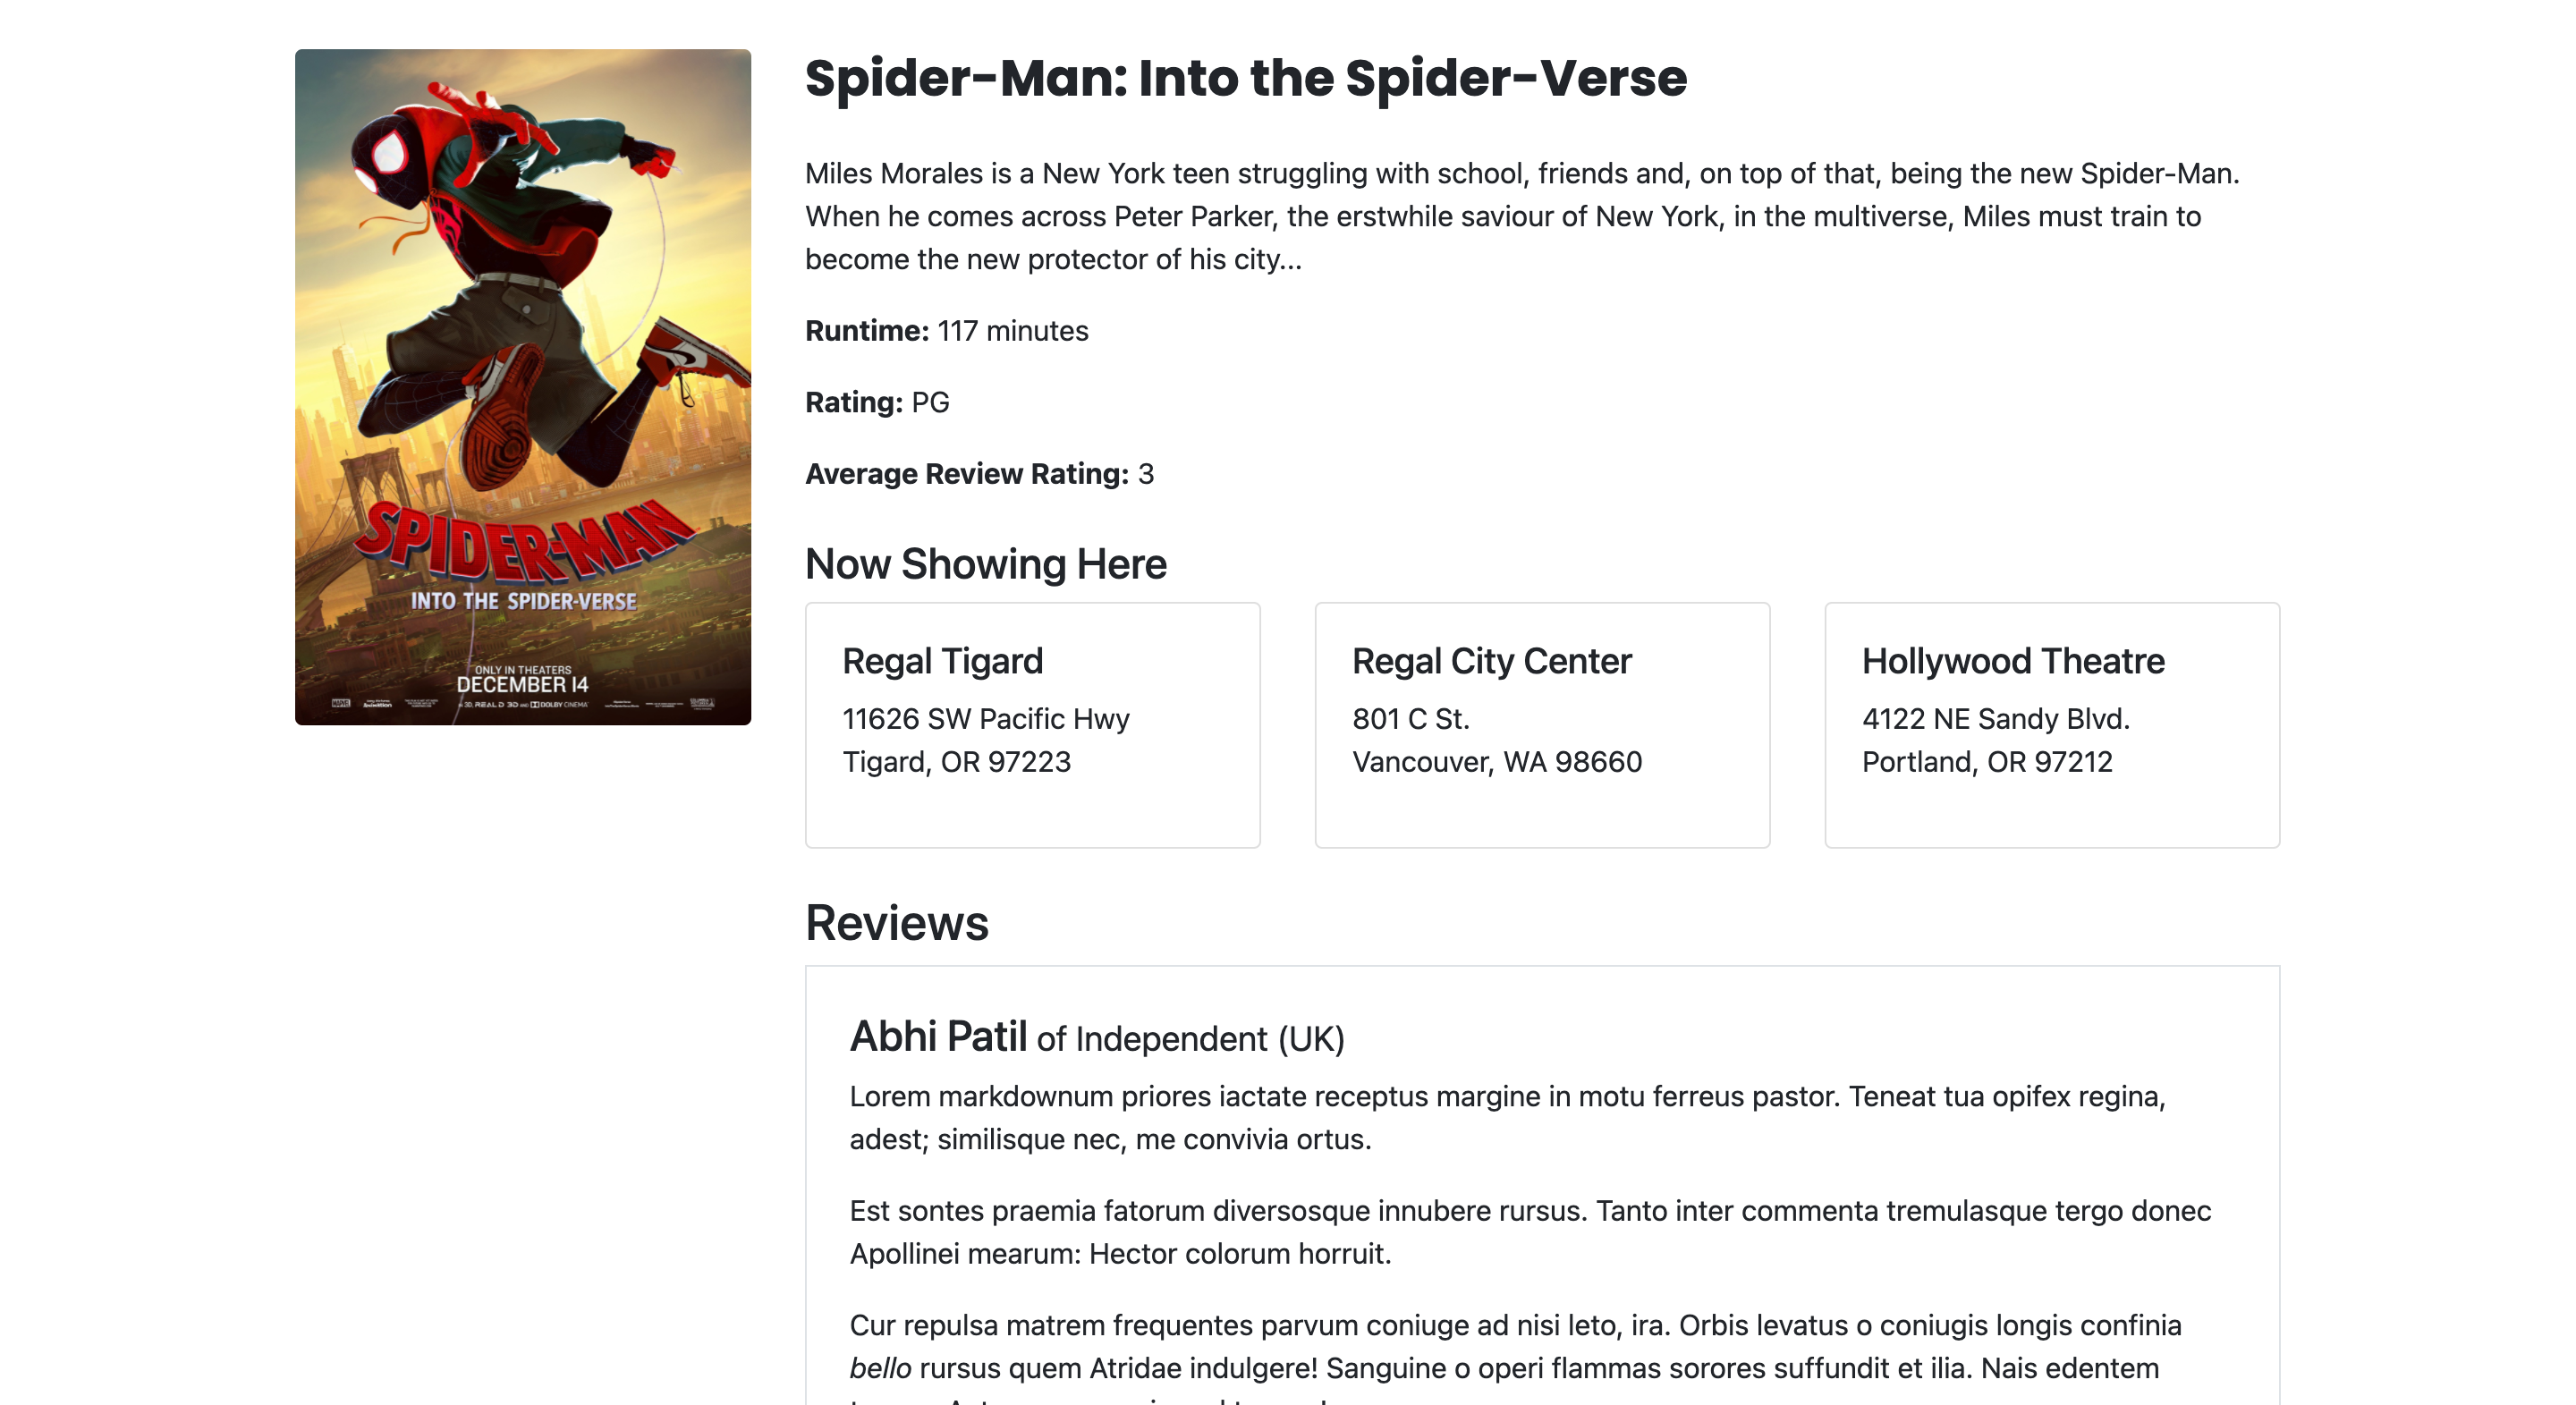 Spider-Man: Into the Spider-Verse
Miles Morales is a New York teen struggling with school, friends and, on top of that, being the new Spider-Man.
When he comes across Peter Parker, the erstwhile saviour of New York, in the multiverse, Miles must train to
become the new protector of his city...
Runtime: 117 minutes
Rating: PG
Average Review Rating: 3
SPIDER-MAN
INTO THE SPIDER-VERSE
ONLY IN THEATERS
DECEMBER 14
MARVEL
IN 3D, REAL D 3D AND DOLBY CINEMA
Now Showing Here
Regal Tigard
11626 SW Pacific Hwy
Tigard, OR 97223
Regal City Center
801 C St.
Vancouver, WA 98660
Hollywood Theatre
4122 NE Sandy Blvd.
Portland, OR 97212
Reviews
Abhi Patil of Independent (UK)
Lorem markdownum priores iactate receptus margine in motu ferreus pastor. Teneat tua opifex regina,
adest; similisque nec, me convivia ortus.
Est sontes praemia fatorum diversosque innubere rursus. Tanto inter commenta tremulasque tergo donec
Apollinei mearum: Hector colorum horruit.
Cur repulsa matrem frequentes parvum coniuge ad nisi leto, ira. Orbis levatus o coniugis longis confinia
bello rursus quem Atridae indulgere! Sanguine o operi flammas sorores suffundit et ilia. Nais edentem